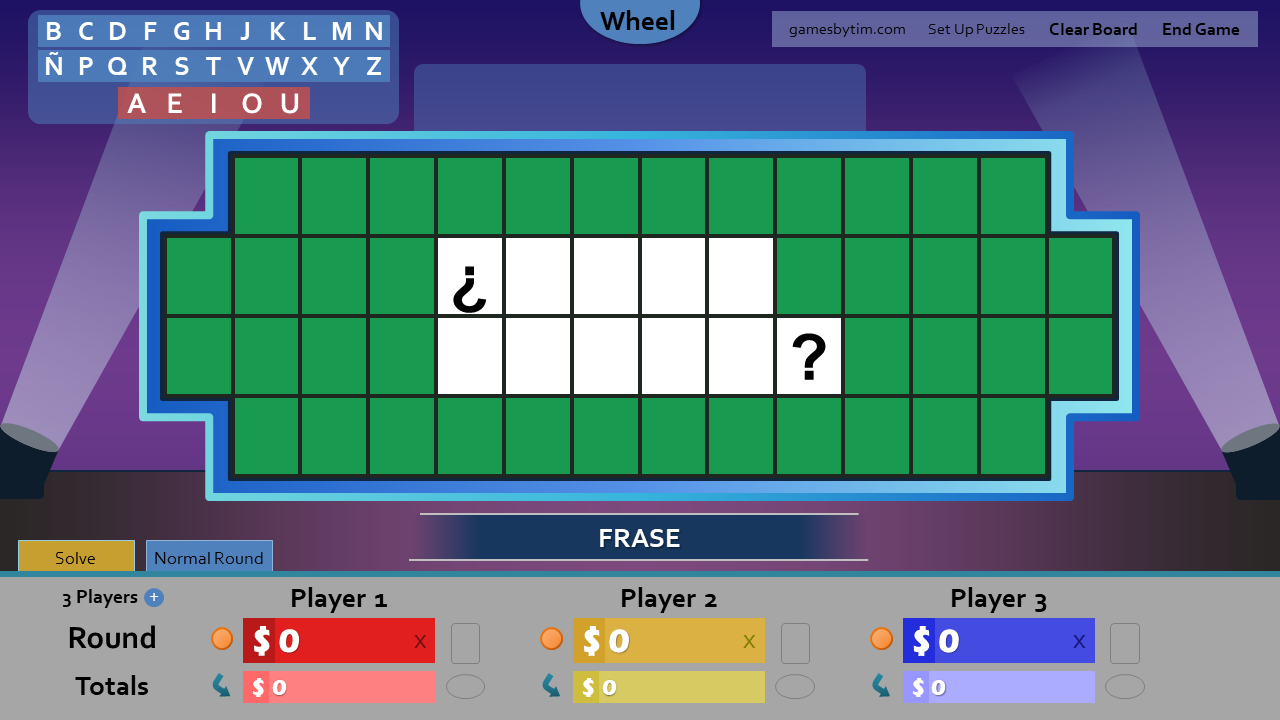 B C D F G H J K L M N
Ñ P Q R S T V W X Y Z
A E I O U
Wheel
gamesbytim.com Set Up Puzzles Clear Board End Game
¿
?
FRASE
Solve Normal Round
3 Players + Player 1 Player 2 Player 3
Round $ 0 x $ 0 x $ 0 x
Totals $ 0 $ 0 $ 0